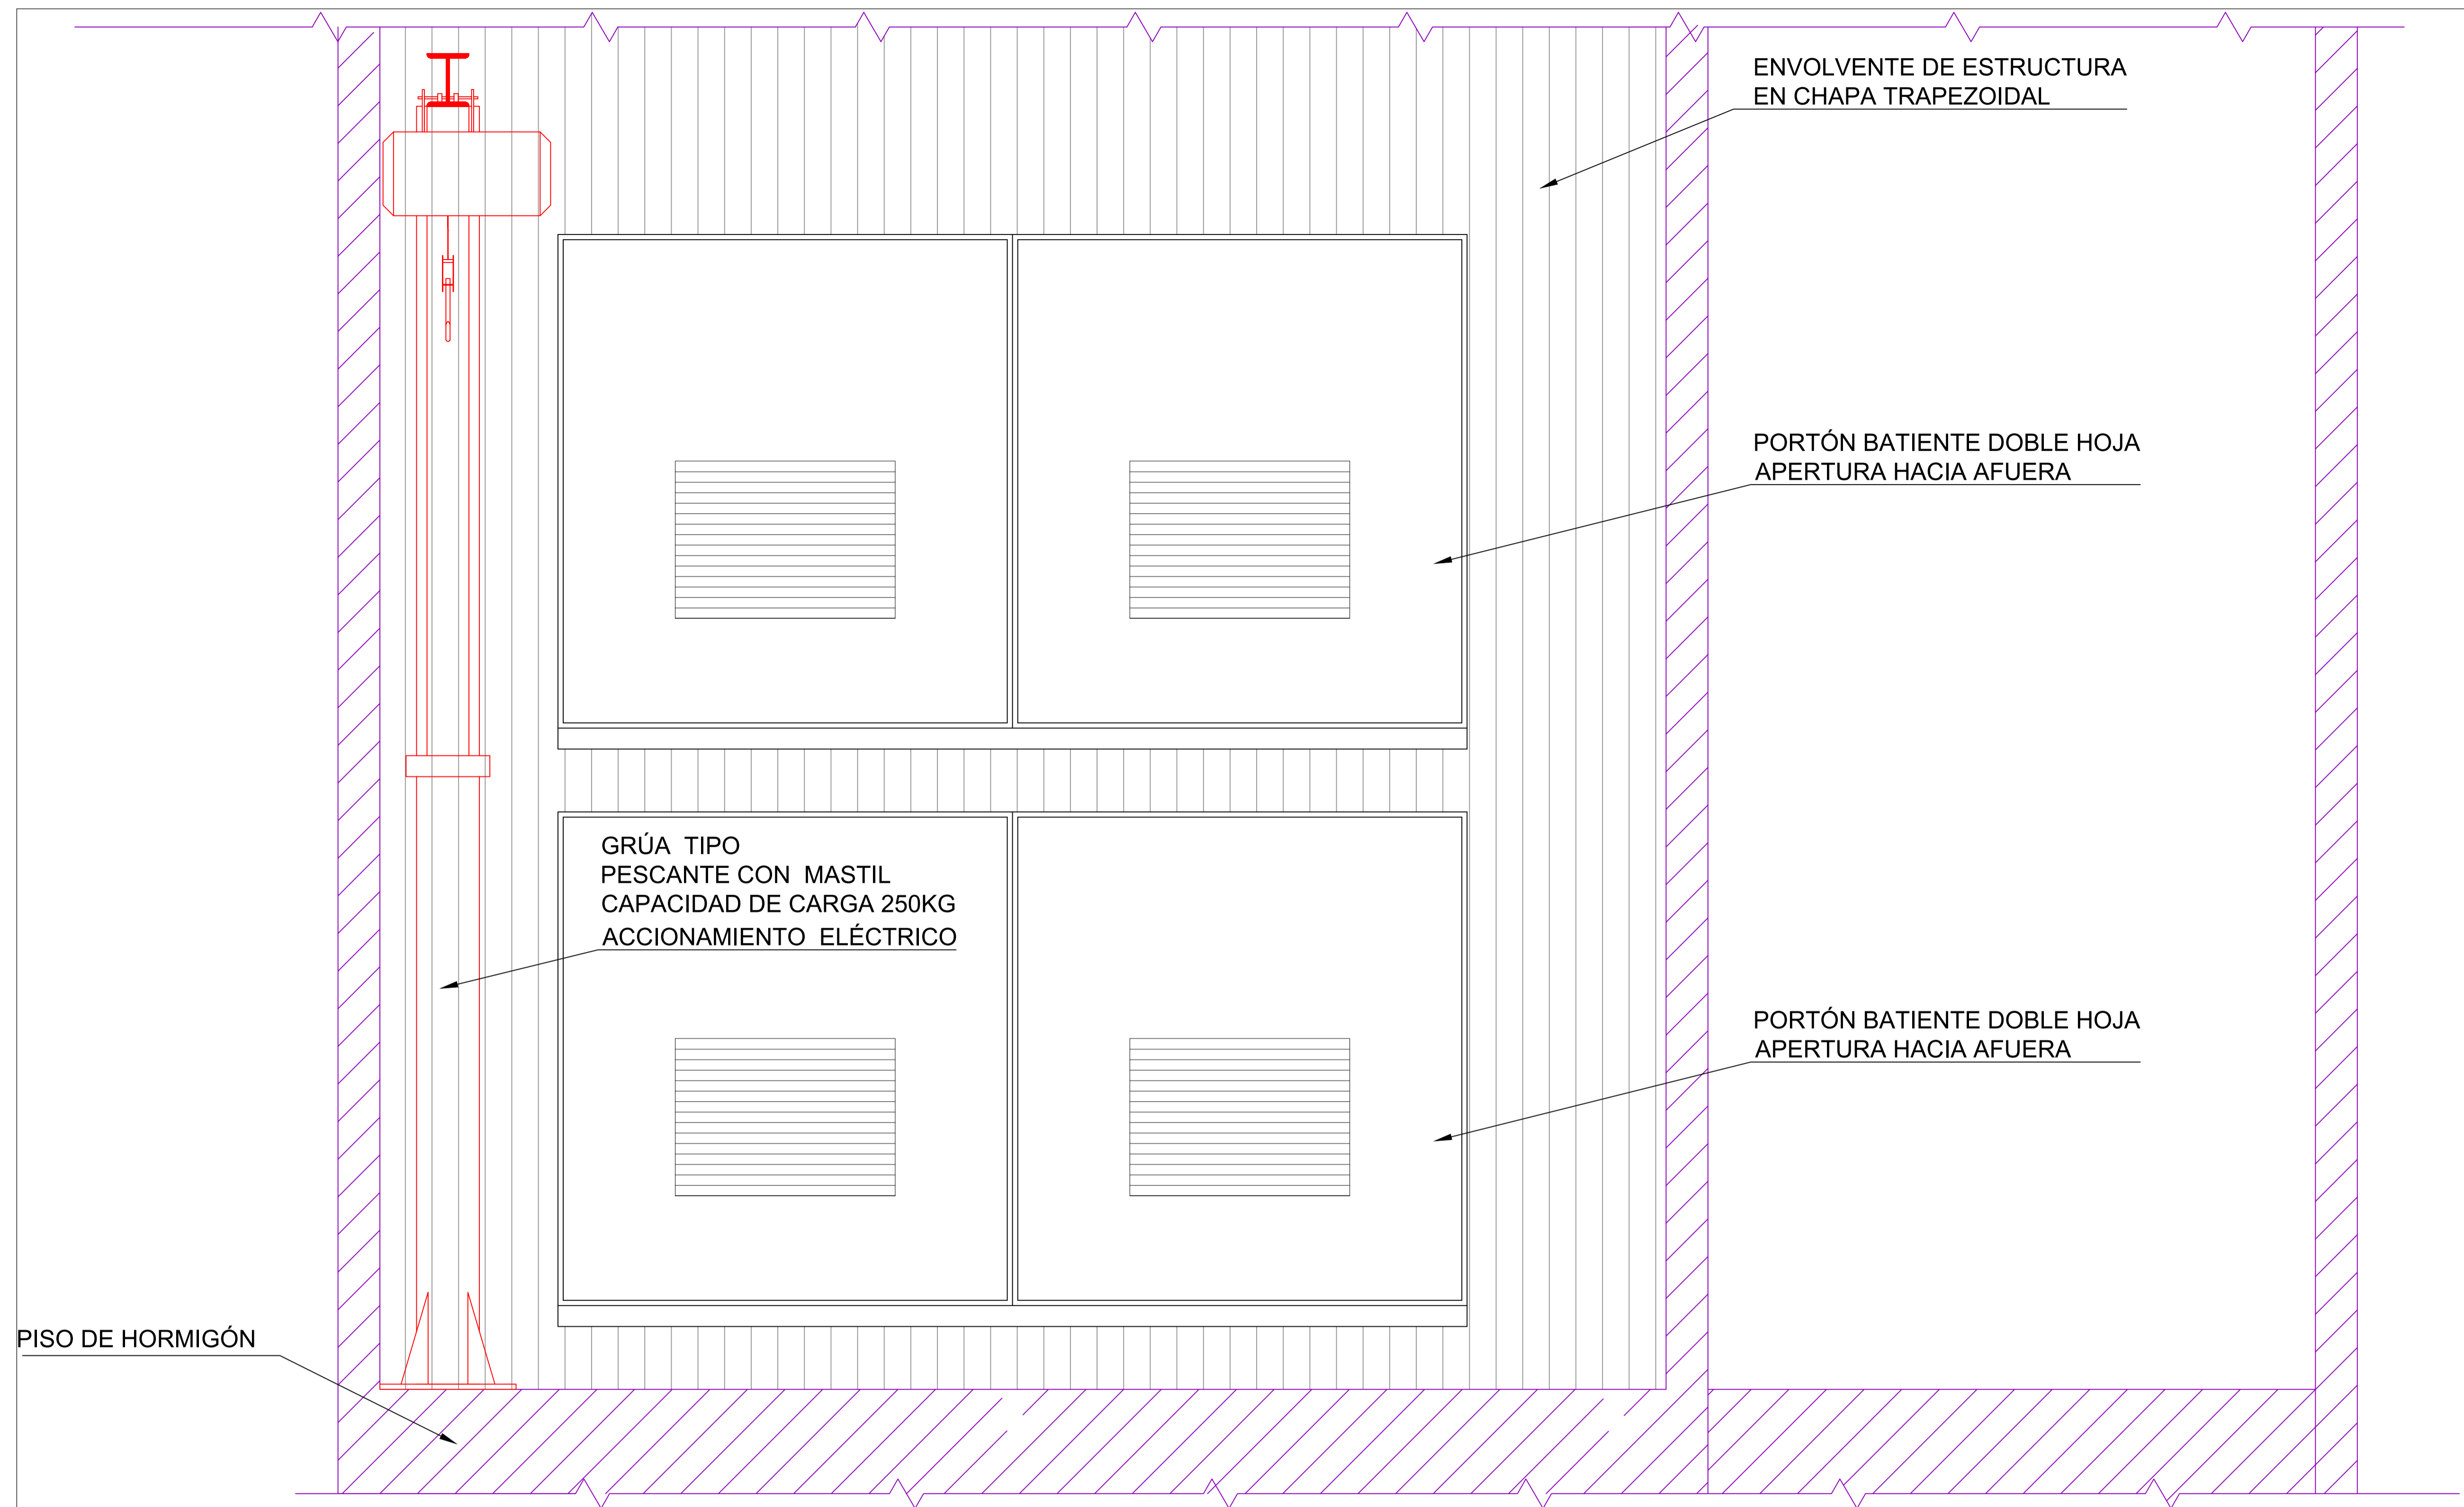 ENVOLVENTE DE ESTRUCTURA
EN CHAPA TRAPEZOIDAL
PORTÓN BATIENTE DOBLE HOJA
APERTURA HACIA AFUERA
GRÚA TIPO
PESCANTE CON MASTIL
CAPACIDAD DE CARGA 250KG
ACCIONAMIENTO ELÉCTRICO
PORTÓN BATIENTE DOBLE HOJA
APERTURA HACIA AFUERA
PISO DE HORMIGÓN